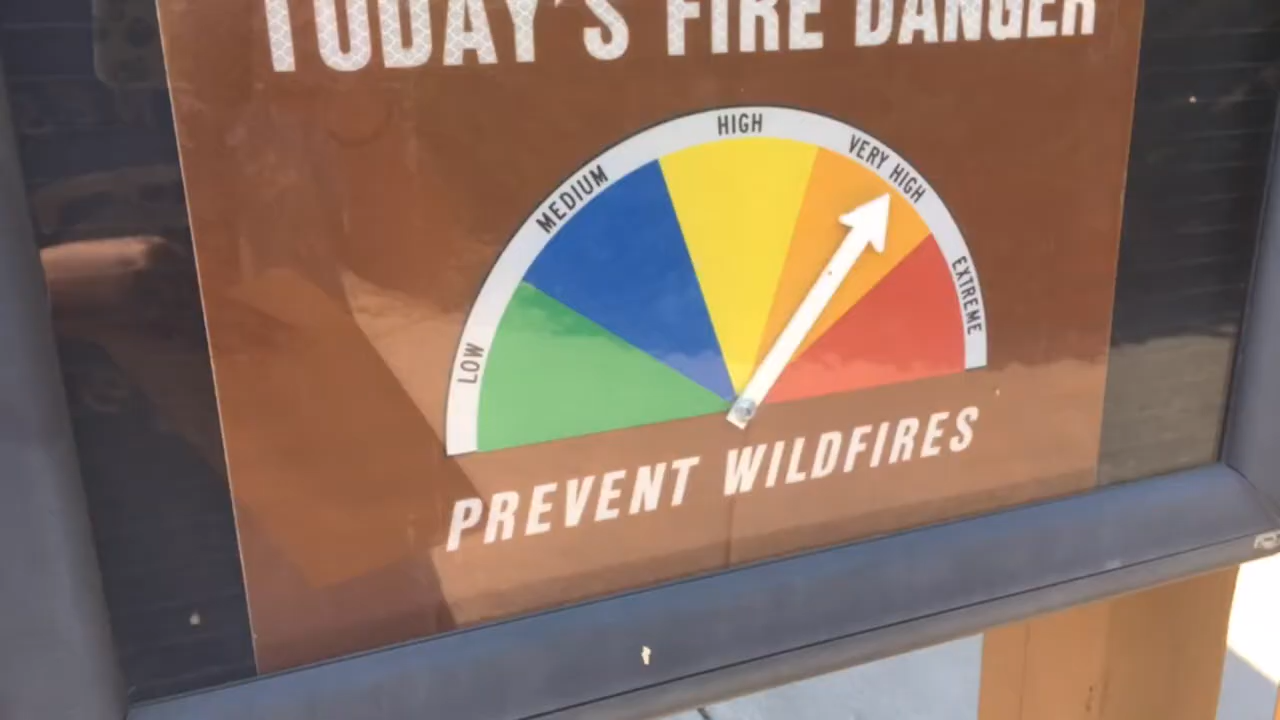 TODAY'S FIRE DANGER
LOW
MEDIUM
HIGH
VERY HIGH
EXTREME
PREVENT WILDFIRES